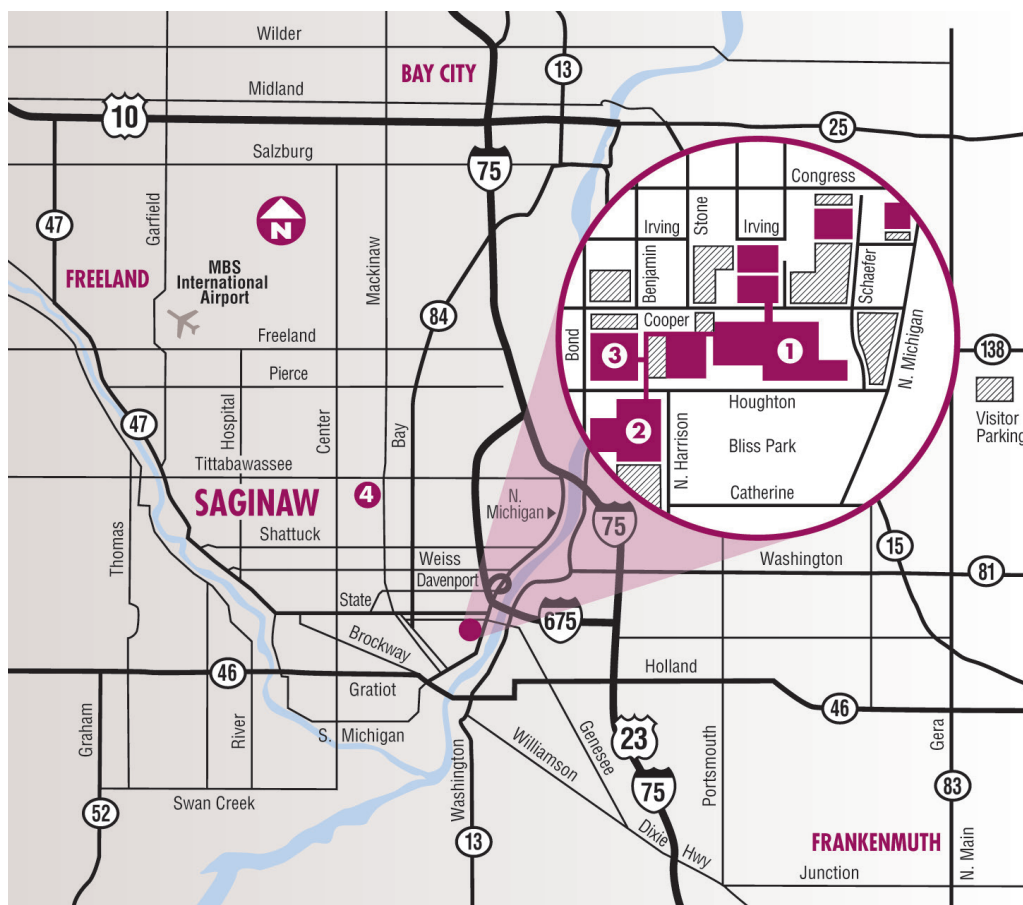 Wilder
BAY CITY
13
Midland
10
25
Salzburg
75
Congress
47
Garfield
N
Mackinaw
Irving
Stone
Irving
Benjamin
Schaefer
FREELAND
MBS
International
Airport
84
Freeland
Cooper
Bond
3
1
N. Michigan
138
Pierce
Visitor
Parking
Houghton
47
Hospital
Center
Bay
2
N. Harrison
Bliss Park
Tittabawassee
Catherine
SAGINAW
4
N.
Michigan
75
15
Shattuck
Thomas
Weiss
Washington
81
Davenport
State
675
Brockway
46
Gratiot
Holland
46
Graham
River
S. Michigan
23
Genesee
Williamson
Portsmouth
Gera
75
83
Swan Creek
Washington
52
13
Dixie Hwy
FRANKENMUTH
N. Main
Junction